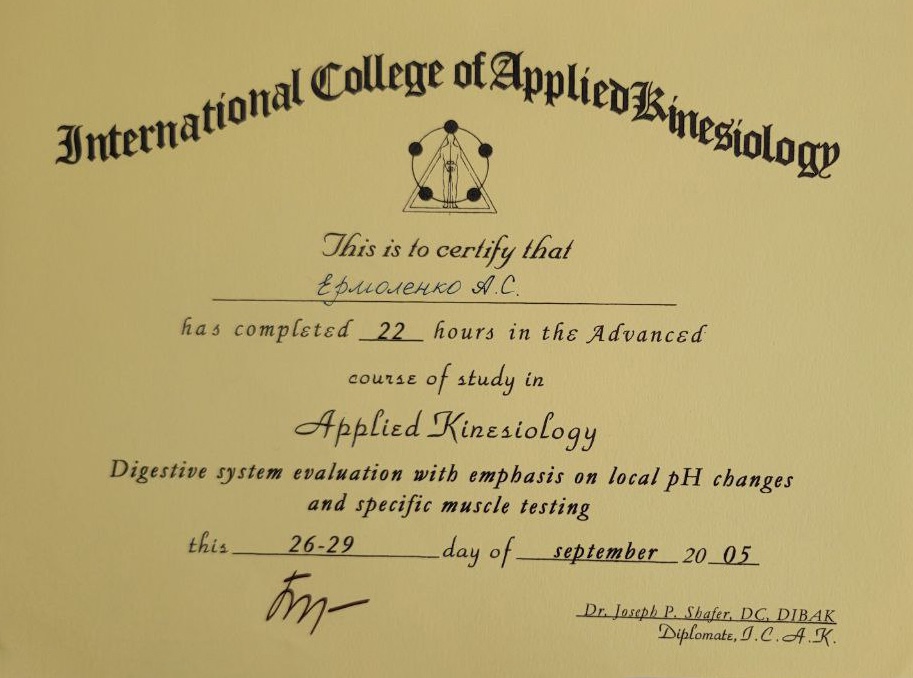 International College of Applied Kinesiology
This is to certify that
Ермоленко А.С.
has completed 22 hours in the Advanced
course of study in
Applied Kinesiology
Digestive system evaluation with emphasis on local pH changes
and specific muscle testing
this 26-29 day of september 20 05
Dr. Joseph P. Shafer, DC, DIBAK
Diplomate, I.C.A.K.